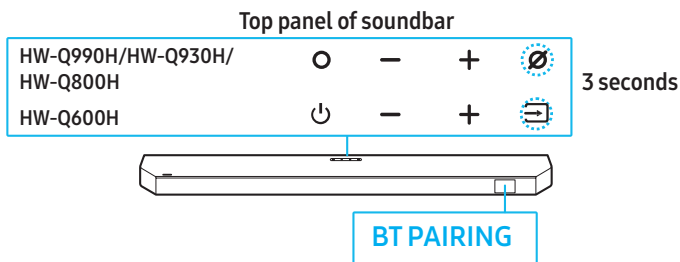 Top panel of soundbar
HW-Q990H/HW-Q930H/
HW-Q800H
3 seconds
HW-Q600H
BT PAIRING